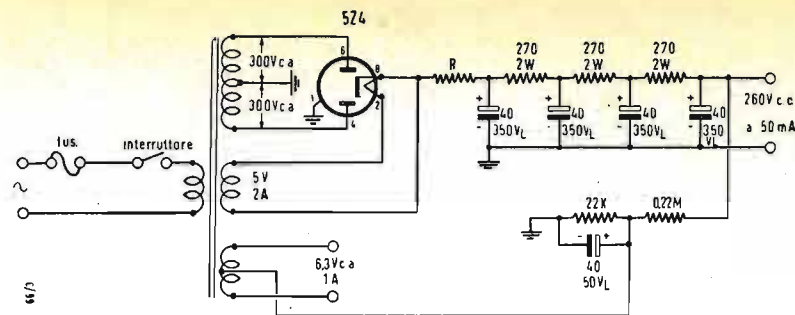 5Z4
6
8
2
4
1
300Vca
300Vca
R
270
2W
270
2W
270
2W
+
-
40
350VL
+
-
40
350VL
+
-
40
350VL
+
-
40
350
VL
260V c.c
a 50mA
fus.
interruttore
~
5V
2A
6,3Vca
1A
22K
0,22M
-
+
40
50VL